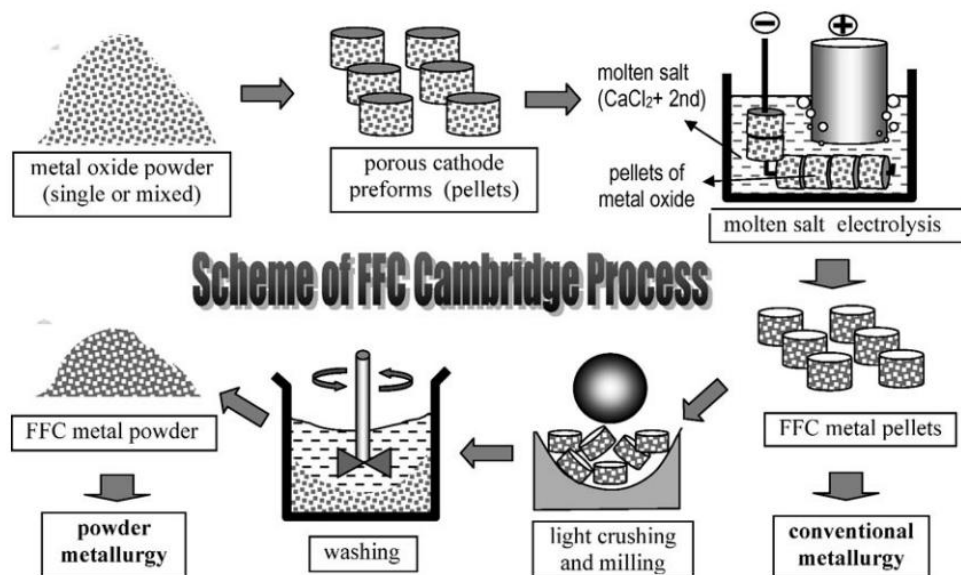 metal oxide powder
(single or mixed)
porous cathode
preforms (pellets)
−
+
molten salt
(CaCl₂+ 2nd)
pellets of
metal oxide
molten salt electrolysis
Scheme of FFC Cambridge Process
FFC metal powder
powder
metallurgy
washing
light crushing
and milling
FFC metal pellets
conventional
metallurgy